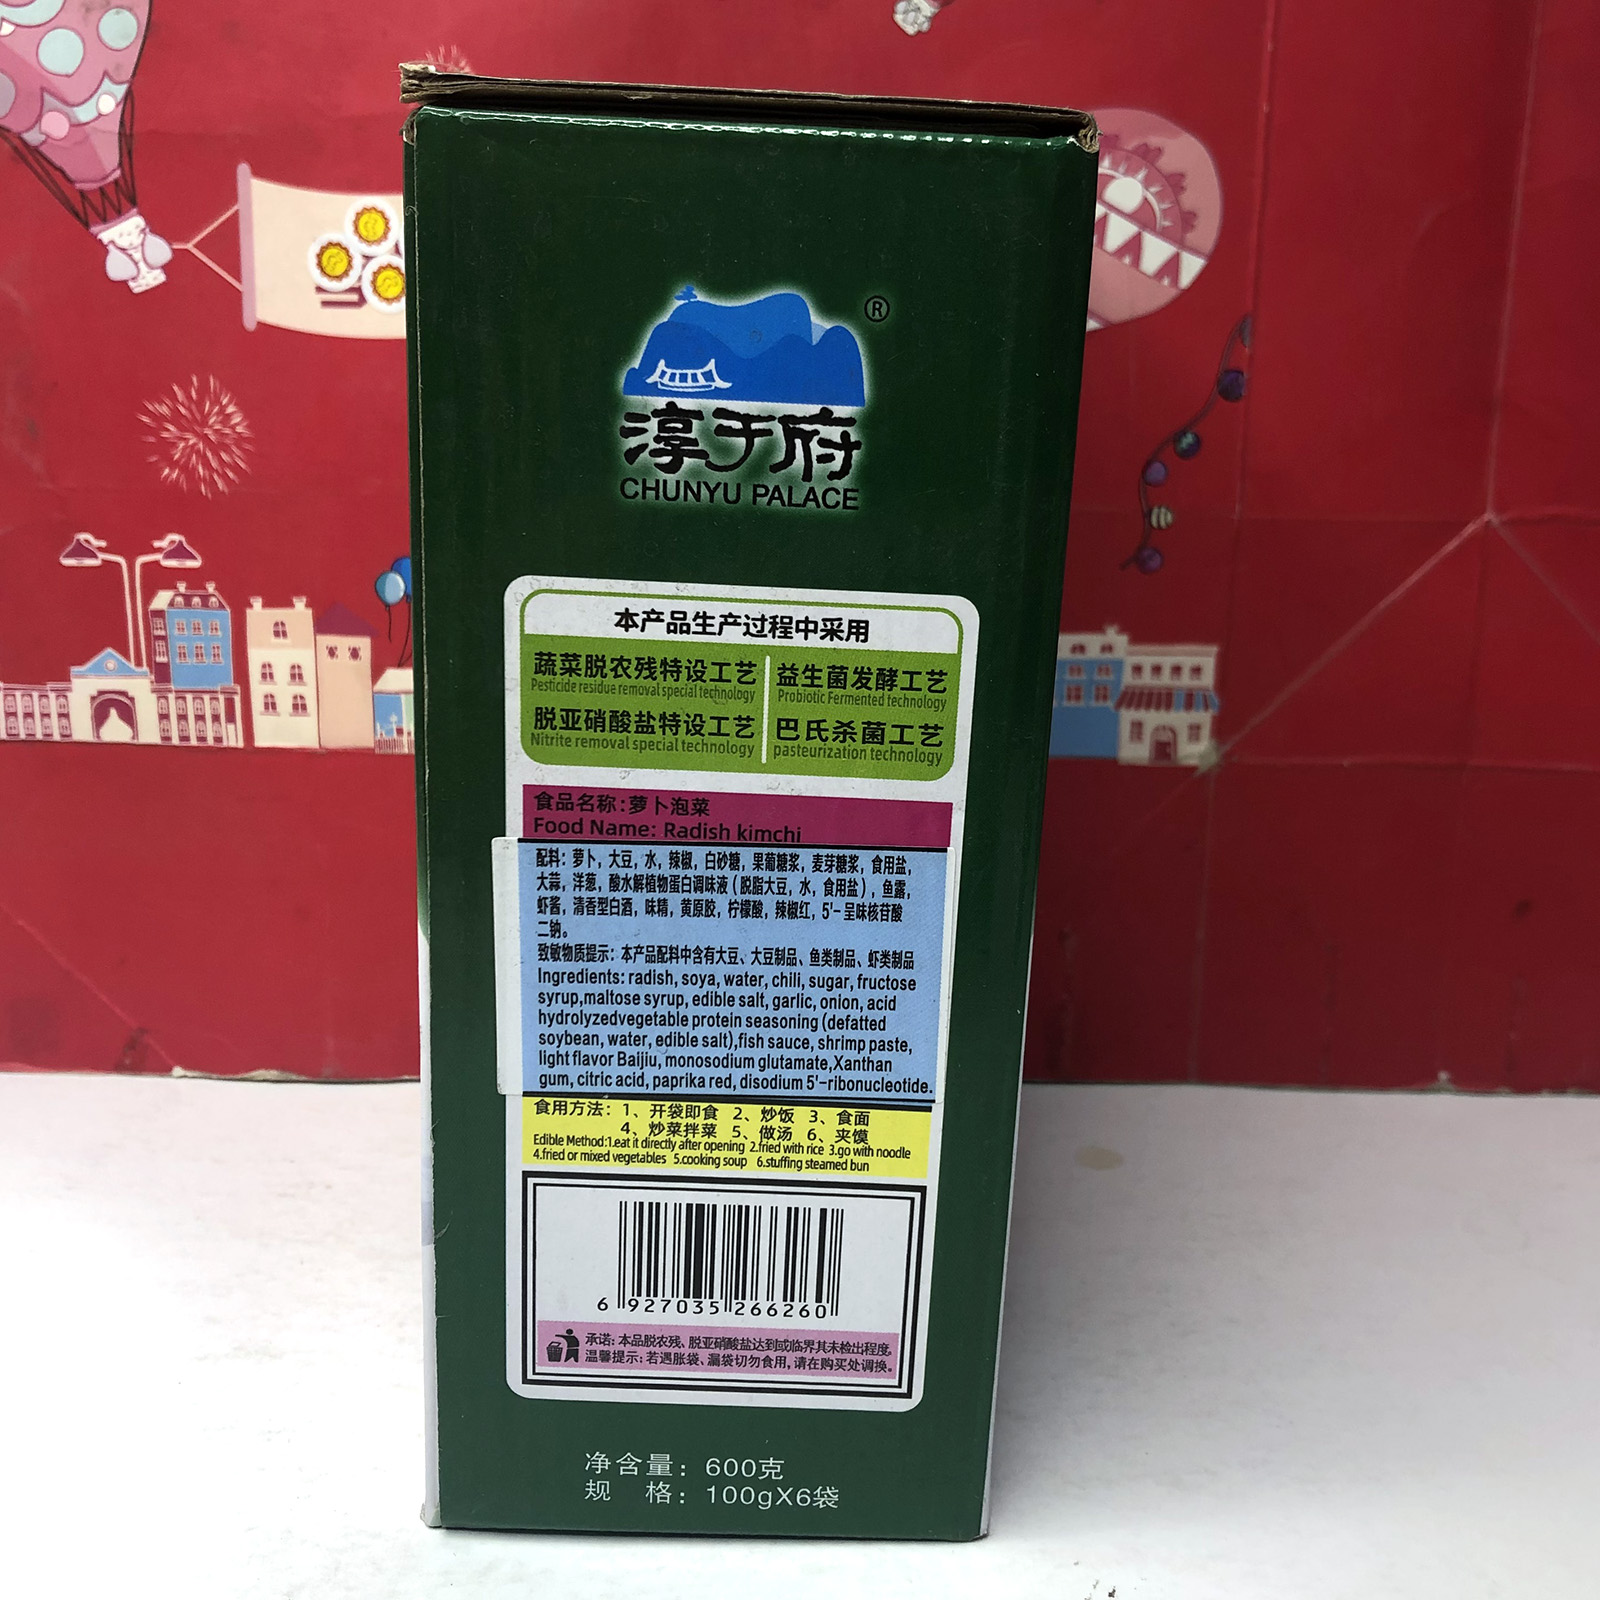 ®
淳于府
CHUNYU PALACE
本产品生产过程中采用
蔬菜脱农残特设工艺
Pesticide residue removal special technology
益生菌发酵工艺
Probiotic Fermented technology
脱亚硝酸盐特设工艺
Nitrite removal special technology
巴氏杀菌工艺
pasteurization technology
食品名称:萝卜泡菜
Food Name: Radish kimchi
配料：萝卜，大豆，水，辣椒，白砂糖，果葡糖浆，麦芽糖浆，食用盐，
大蒜，洋葱，酸水解植物蛋白调味液（脱脂大豆，水，食用盐），鱼露，
虾酱，清香型白酒，味精，黄原胶，柠檬酸，辣椒红，5'-呈味核苷酸
二钠。
致敏物质提示：本产品配料中含有大豆、大豆制品、鱼类制品、虾类制品
Ingredients: radish, soya, water, chili, sugar, fructose
syrup,maltose syrup, edible salt, garlic, onion, acid
hydrolyzedvegetable protein seasoning (defatted
soybean, water, edible salt),fish sauce, shrimp paste,
light flavor Baijiu, monosodium glutamate,Xanthan
gum, citric acid, paprika red, disodium 5'-ribonucleotide.
食用方法：1、开袋即食 2、炒饭 3、食面
4、炒菜拌菜 5、做汤 6、夹馍
Edible Method:1.eat it directly after opening 2.fried with rice 3.go with noodle
4.fried or mixed vegetables 5.cooking soup 6.stuffing steamed bun
6 927035 266260
承诺: 本品脱农残、脱亚硝酸盐达到或临界其未检出程度,
温馨提示: 若遇胀袋、漏袋切勿食用, 请在购买处调换。
净含量：600克
规 格：100gX6袋